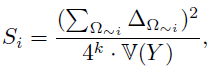 $$S_i = \frac{(\sum_{\Omega_{\sim i}} \Delta_{\Omega_{\sim i}})^2}{4^k \cdot \mathbb{V}(Y)},$$